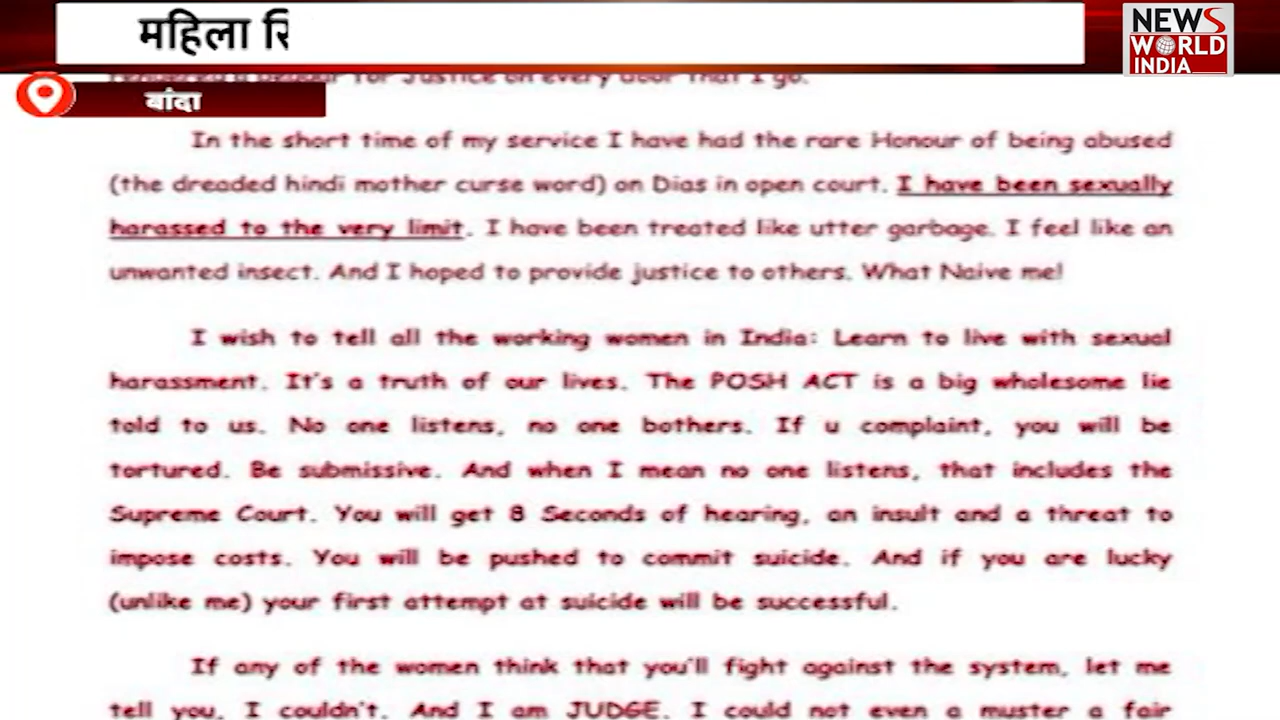 महिला रि
NEWS
WORLD
INDIA
बांदा
for Justice on every door that I go.
In the short time of my service I have had the rare Honour of being abused
(the dreaded hindi mother curse word) on Dias in open court. I have been sexually
harassed to the very limit. I have been treated like utter garbage. I feel like an
unwanted insect. And I hoped to provide justice to others. What Naive me!
I wish to tell all the working women in India: Learn to live with sexual
harassment. It's a truth of our lives. The POSH ACT is a big wholesome lie
told to us. No one listens, no one bothers. If u complaint, you will be
tortured. Be submissive. And when I mean no one listens, that includes the
Supreme Court. You will get 8 Seconds of hearing, an insult and a threat to
impose costs. You will be pushed to commit suicide. And if you are lucky
(unlike me) your first attempt at suicide will be successful.
If any of the women think that you'll fight against the system, let me
tell you, I couldn't. And I am JUDGE. I could not even a muster a fair